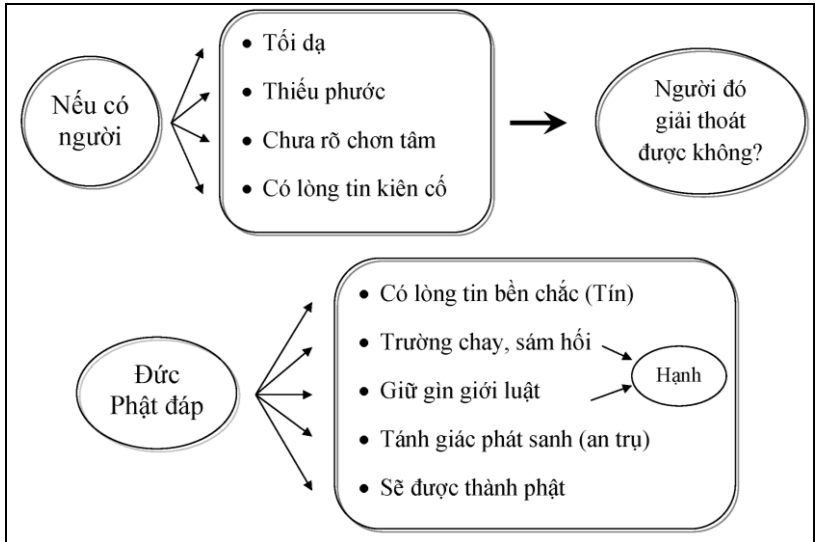 Nếu có
người
• Tối dạ
• Thiếu phước
• Chưa rõ chơn tâm
• Có lòng tin kiên cố
Người đó
giải thoát
được không?
Đức
Phật đáp
• Có lòng tin bền chắc (Tín)
• Trường chay, sám hối
• Giữ gìn giới luật
• Tánh giác phát sanh (an trụ)
• Sẽ được thành phật
Hạnh